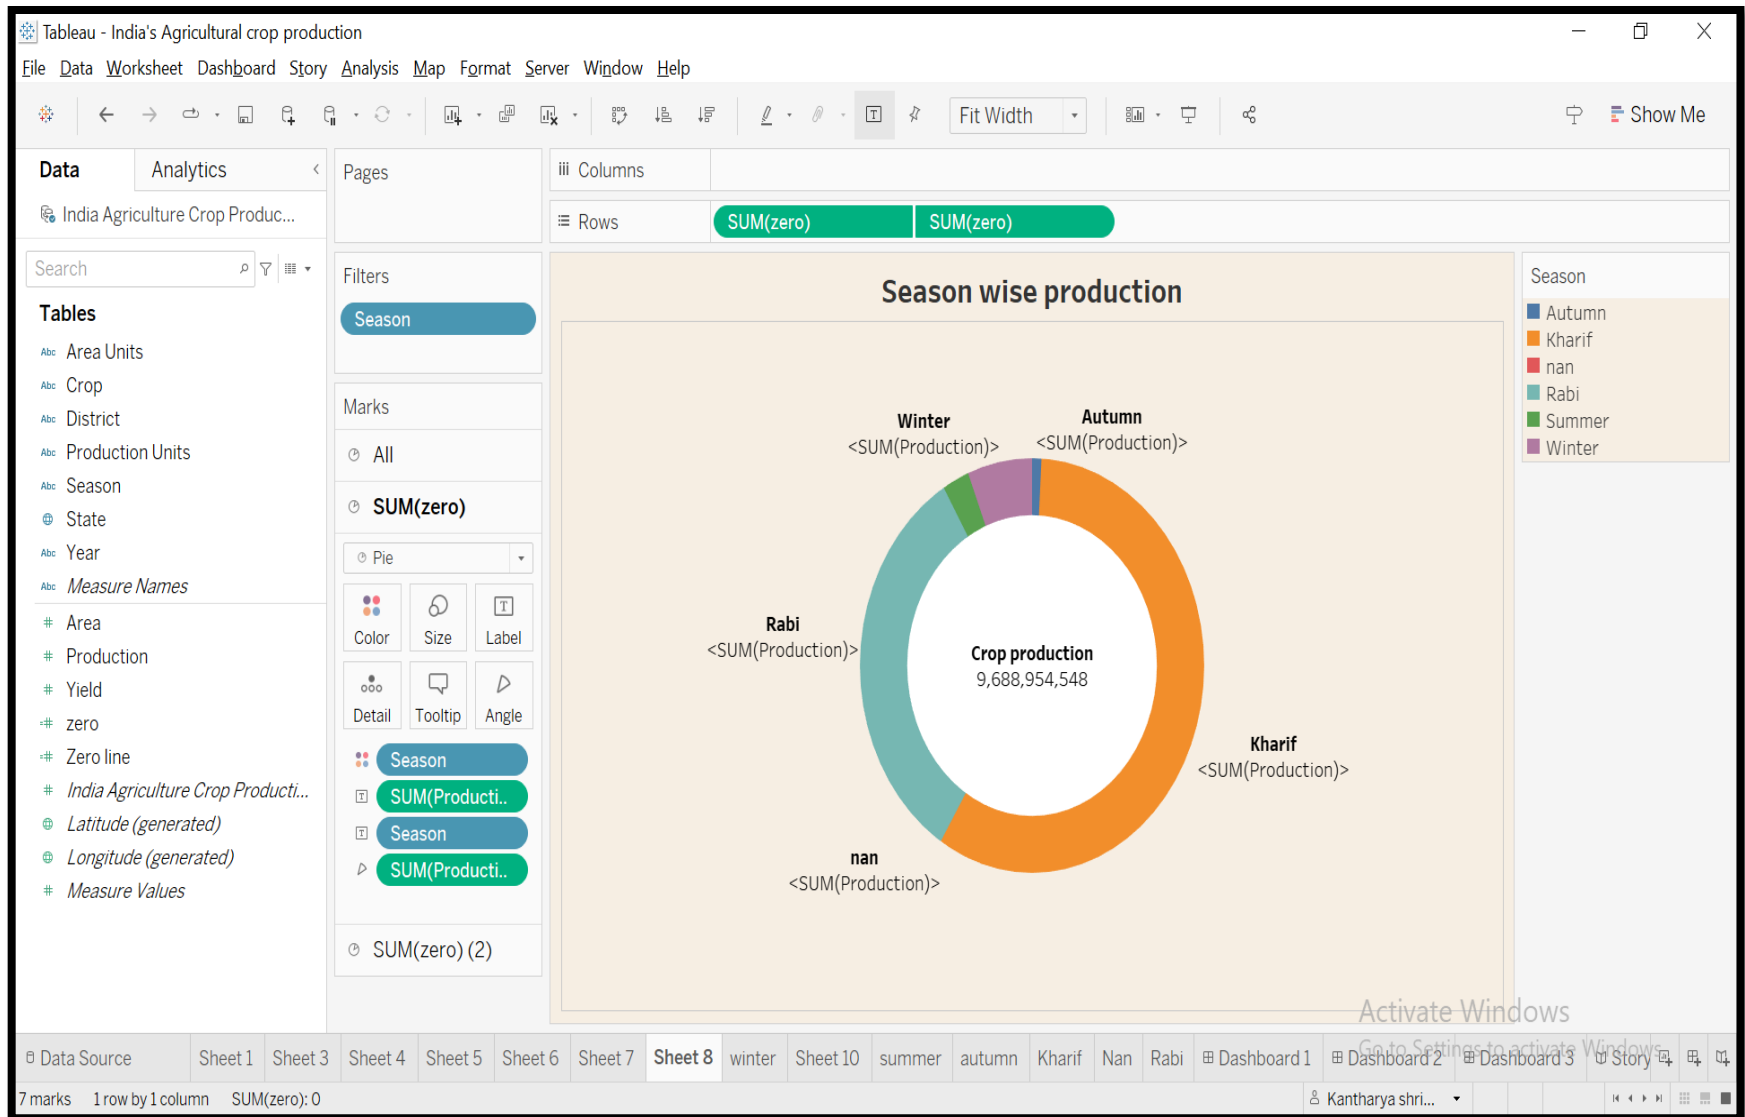 Tableau - India's Agricultural crop production
File Data Worksheet Dashboard Story Analysis Map Format Server Window Help
Fit Width
Show Me
Data Analytics
India Agriculture Crop Produc...
Search
Tables
Abc Area Units
Abc Crop
Abc District
Abc Production Units
Abc Season
State
Abc Year
Abc Measure Names
# Area
# Production
# Yield
=# zero
=# Zero line
# India Agriculture Crop Producti...
Latitude (generated)
Longitude (generated)
# Measure Values
Pages
Filters
Season
Marks
All
SUM(zero)
Pie
Color Size Label
Detail Tooltip Angle
Season
SUM(Producti..
Season
SUM(Producti..
SUM(zero) (2)
Columns
Rows SUM(zero) SUM(zero)
Season wise production
Winter
<SUM(Production)>
Autumn
<SUM(Production)>
Rabi
<SUM(Production)>
Crop production
9,688,954,548
Kharif
<SUM(Production)>
nan
<SUM(Production)>
Season
Autumn
Kharif
nan
Rabi
Summer
Winter
Activate Windows
Go to Settings to activate Windows.
Data Source Sheet 1 Sheet 3 Sheet 4 Sheet 5 Sheet 6 Sheet 7 Sheet 8 winter Sheet 10 summer autumn Kharif Nan Rabi Dashboard 1 Dashboard 2 Dashboard 3 Story
7 marks 1 row by 1 column SUM(zero): 0
Kantharya shri...